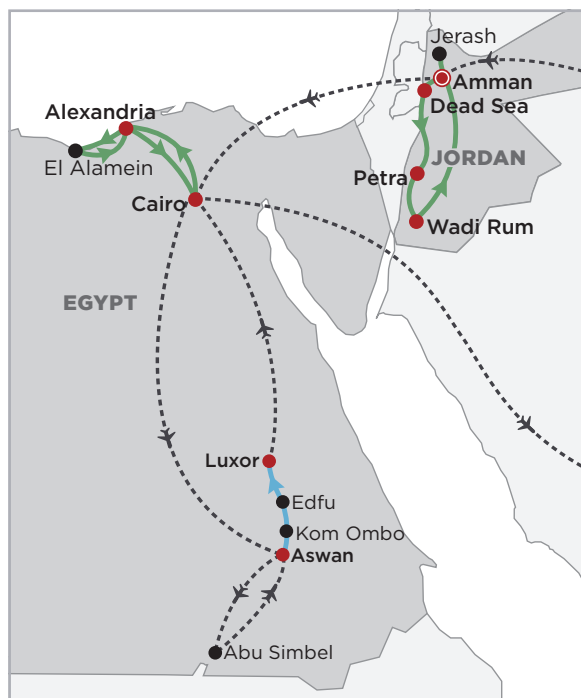 Jerash
Amman
Dead Sea
Alexandria
El Alamein
JORDAN
Petra
Cairo
Wadi Rum
EGYPT
Luxor
Edfu
Kom Ombo
Aswan
Abu Simbel